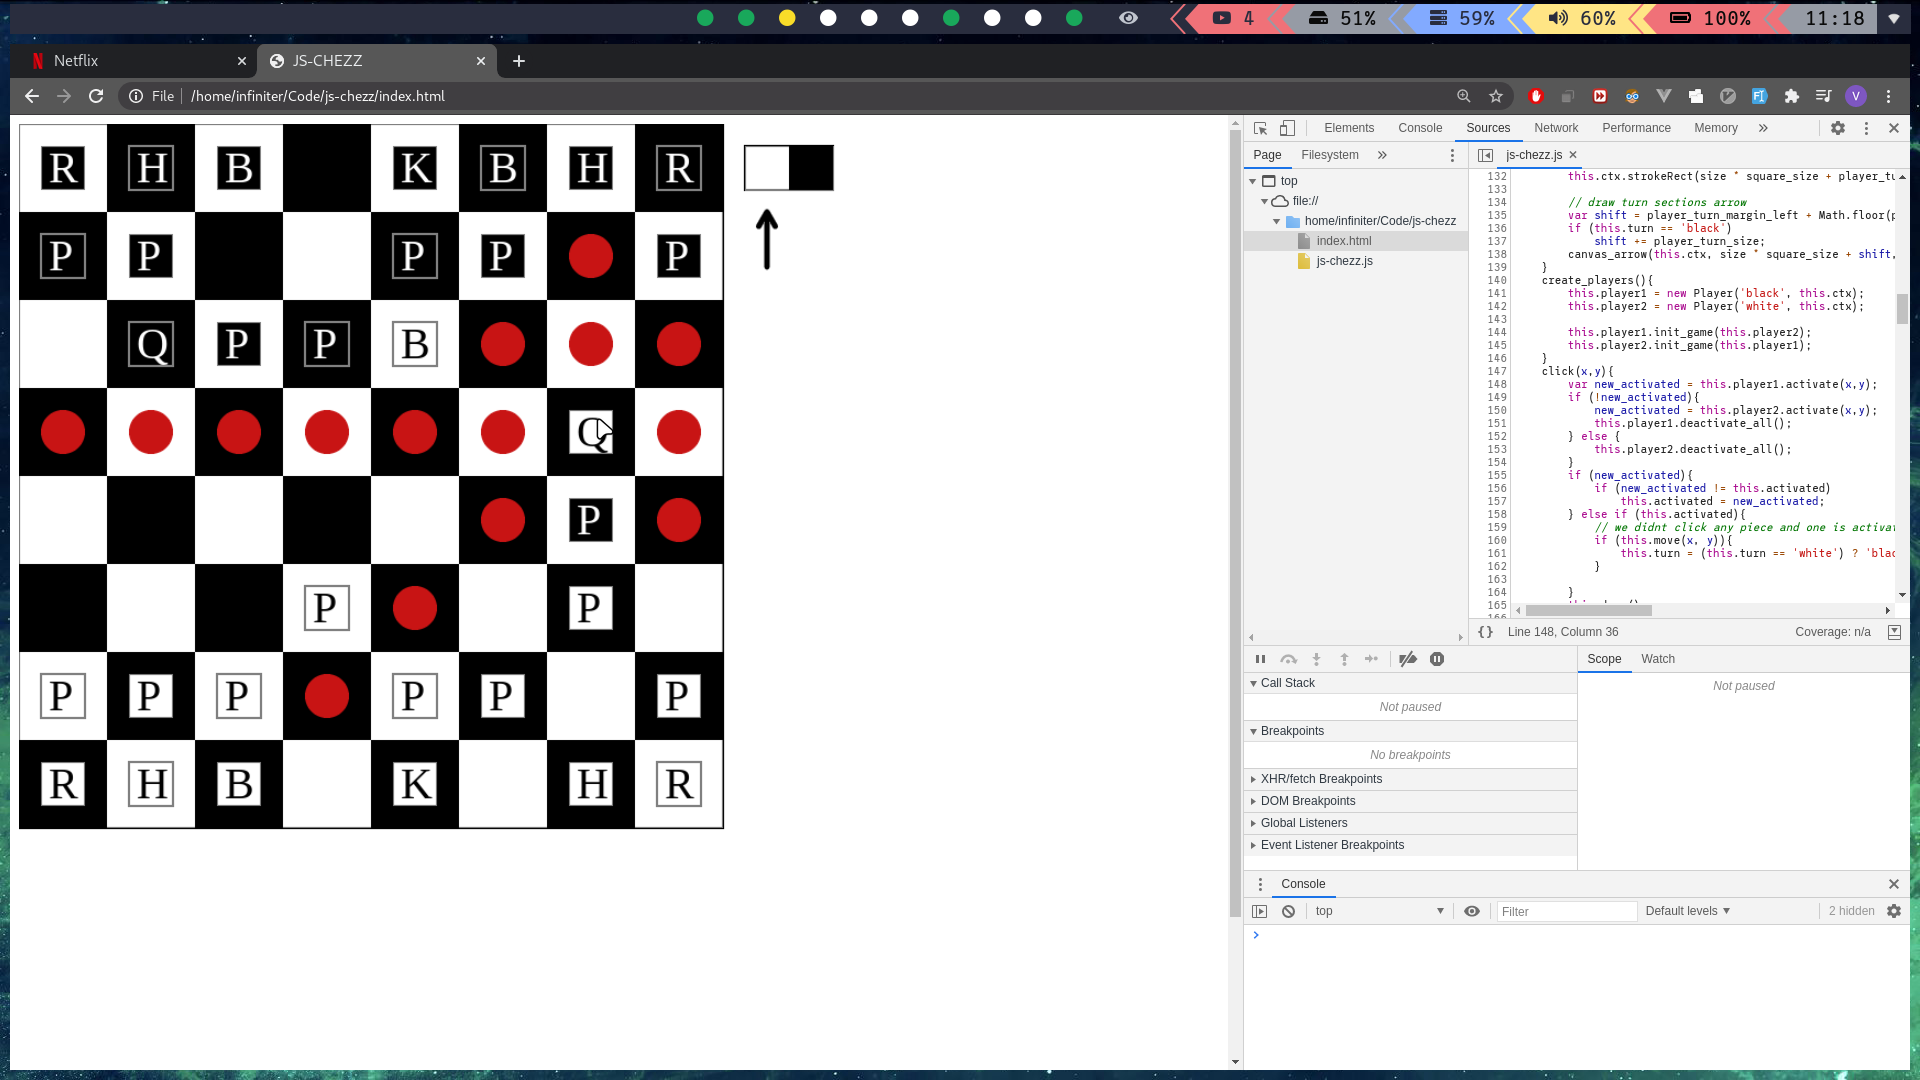 4 51% 59% 60% 100% 11:18
Netflix JS-CHEZZ
File /home/infiniter/Code/js-chezz/index.html V
R H B K B H R
P P P P P
Q P P B
Q
P
P P
P P P P P P
R H B K H R
Elements Console Sources Network Performance Memory
Page Filesystem js-chezz.js
top
file://
home/infiniter/Code/js-chezz
index.html
js-chezz.js
132 this.ctx.strokeRect(size * square_size + player_tu
133
134 // draw turn sections arrow
135 var shift = player_turn_margin_left + Math.floor(p
136 if (this.turn == 'black')
137 shift += player_turn_size;
138 canvas_arrow(this.ctx, size * square_size + shift,
139 }
140 create_players(){
141 this.player1 = new Player('black', this.ctx);
142 this.player2 = new Player('white', this.ctx);
143
144 this.player1.init_game(this.player2);
145 this.player2.init_game(this.player1);
146 }
147 click(x,y){
148 var new_activated = this.player1.activate(x,y);
149 if (!new_activated){
150 new_activated = this.player2.activate(x,y);
151 this.player1.deactivate_all();
152 } else {
153 this.player2.deactivate_all();
154 }
155 if (new_activated){
156 if (new_activated != this.activated)
157 this.activated = new_activated;
158 } else if (this.activated){
159 // we didnt click any piece and one is activat
160 if (this.move(x, y)){
161 this.turn = (this.turn == 'white') ? 'blac
162 }
163
164 }
165
{} Line 148, Column 36 Coverage: n/a
Scope Watch
Call Stack
Not paused
Not paused
Breakpoints
No breakpoints
XHR/fetch Breakpoints
DOM Breakpoints
Global Listeners
Event Listener Breakpoints
Console
top Filter Default levels 2 hidden